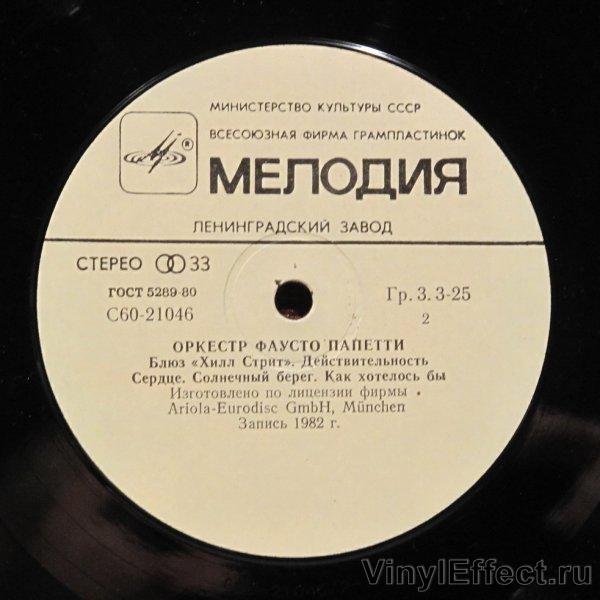 МИНИСТЕРСТВО КУЛЬТУРЫ СССР
ВСЕСОЮЗНАЯ ФИРМА ГРАМПЛАСТИНОК
®
МЕЛОДИЯ
ЛЕНИНГРАДСКИЙ ЗАВОД
СТЕРЕО 33
ГОСТ 5289-80
Гр. 3. 3-25
С60-21046
2
ОРКЕСТР ФАУСТО ПАПЕТТИ
Блюз «Хилл Стрит». Действительность
Сердце. Солнечный берег. Как хотелось бы
Изготовлено по лицензии фирмы
Ariola-Eurodisc GmbH, München
Запись 1982 г.
VinylEffect.ru